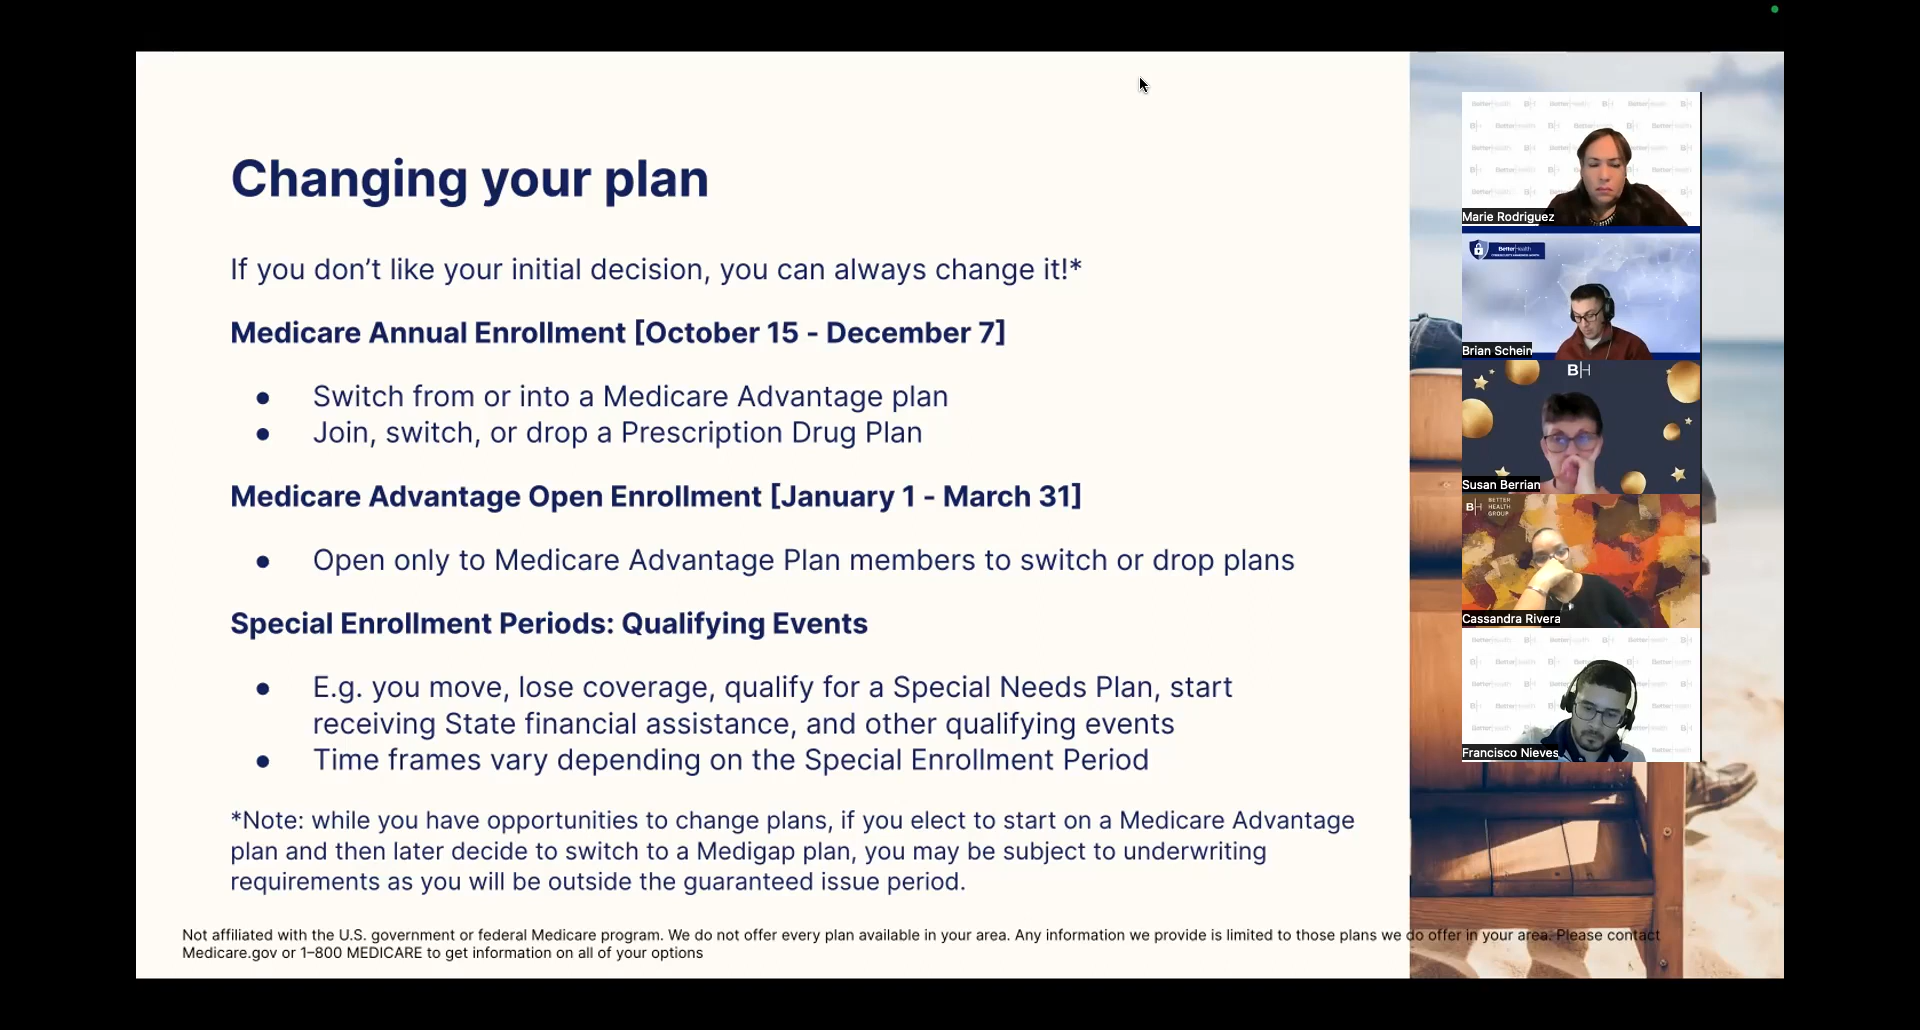 Changing your plan
If you don’t like your initial decision, you can always change it!*
Medicare Annual Enrollment [October 15 - December 7]
● Switch from or into a Medicare Advantage plan
● Join, switch, or drop a Prescription Drug Plan
Medicare Advantage Open Enrollment [January 1 - March 31]
● Open only to Medicare Advantage Plan members to switch or drop plans
Special Enrollment Periods: Qualifying Events
● E.g. you move, lose coverage, qualify for a Special Needs Plan, start
receiving State financial assistance, and other qualifying events
● Time frames vary depending on the Special Enrollment Period
*Note: while you have opportunities to change plans, if you elect to start on a Medicare Advantage
plan and then later decide to switch to a Medigap plan, you may be subject to underwriting
requirements as you will be outside the guaranteed issue period.
Not affiliated with the U.S. government or federal Medicare program. We do not offer every plan available in your area. Any information we provide is limited to those plans we do offer in your area. Please contact
Medicare.gov or 1–800 MEDICARE to get information on all of your options
Marie Rodriguez
BetterHealth
Brian Schein
BH
Susan Berrian
BH BETTER
HEALTH
GROUP
Cassandra Rivera
Francisco Nieves